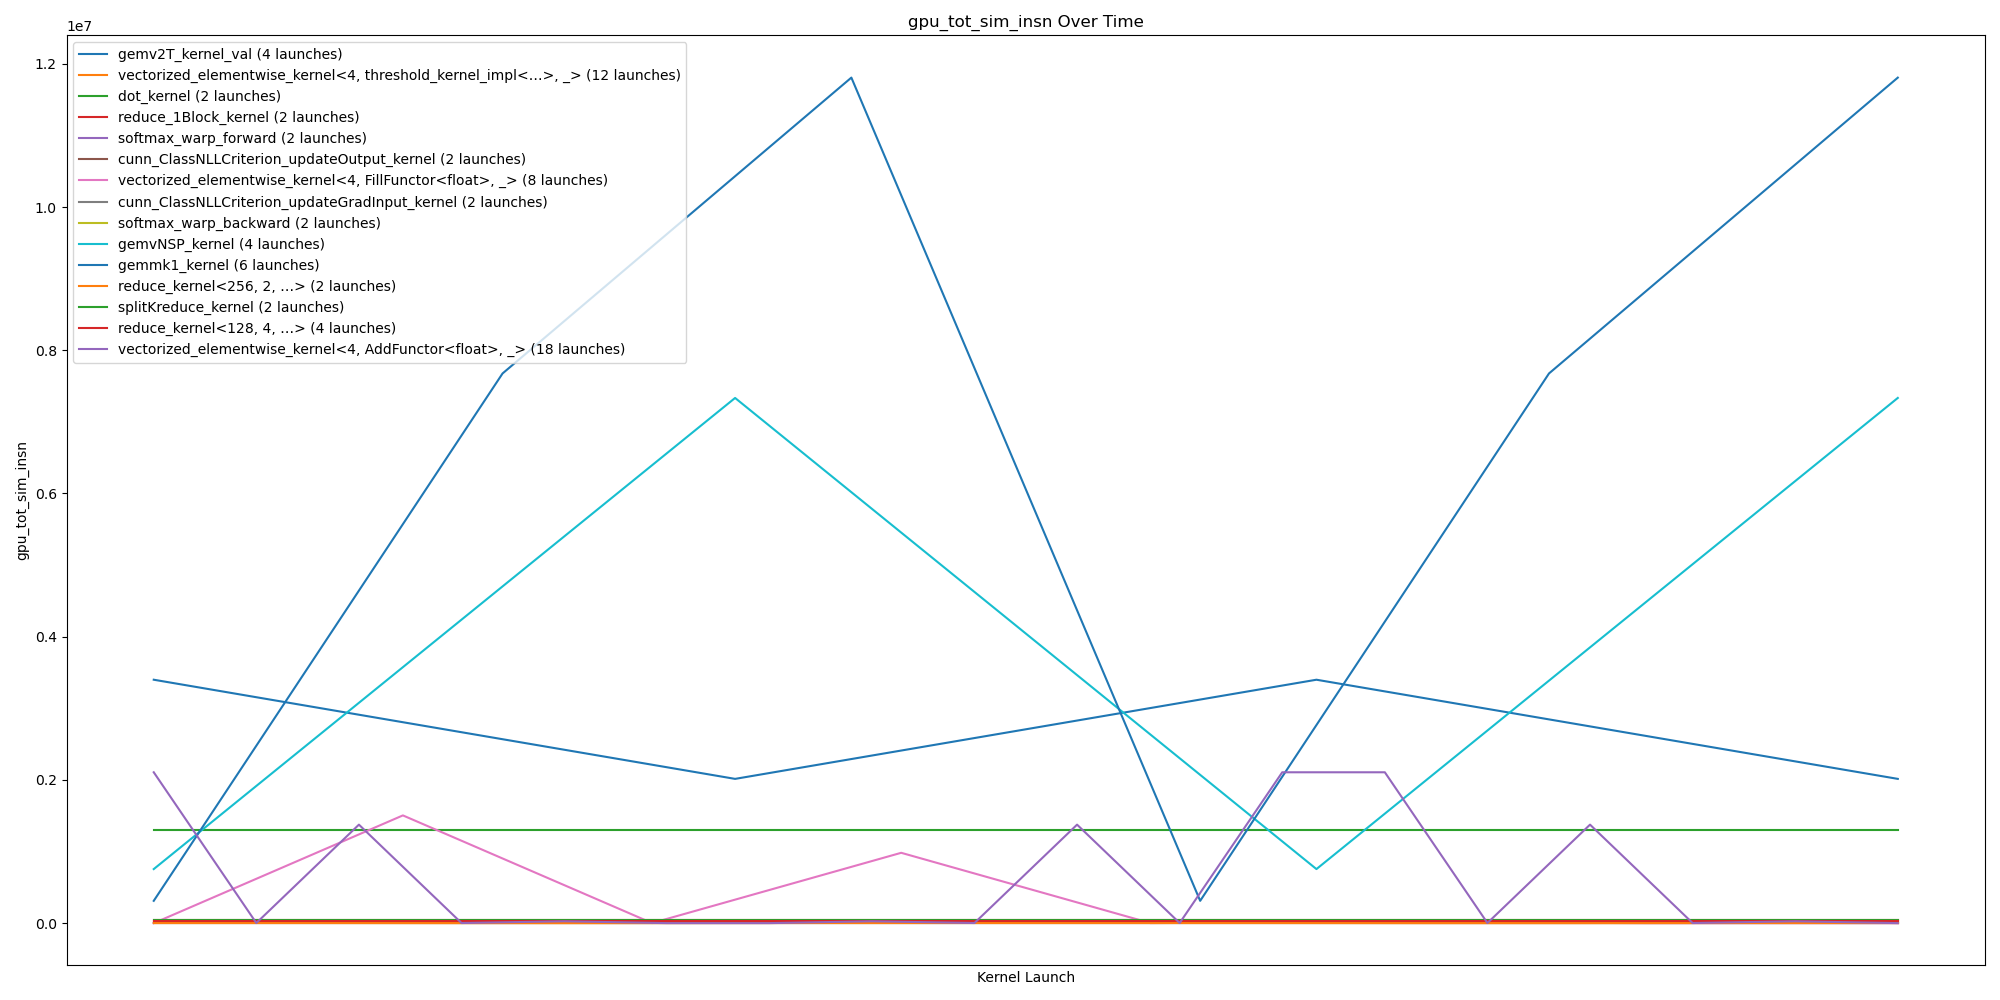 gpu_tot_sim_insn Over Time
1e7
1.2
1.0
0.8
0.6
0.4
0.2
0.0
gpu_tot_sim_insn
gemv2T_kernel_val (4 launches)
vectorized_elementwise_kernel<4, threshold_kernel_impl<...>, _> (12 launches)
dot_kernel (2 launches)
reduce_1Block_kernel (2 launches)
softmax_warp_forward (2 launches)
cunn_ClassNLLCriterion_updateOutput_kernel (2 launches)
vectorized_elementwise_kernel<4, FillFunctor<float>, _> (8 launches)
cunn_ClassNLLCriterion_updateGradInput_kernel (2 launches)
softmax_warp_backward (2 launches)
gemvNSP_kernel (4 launches)
gemmk1_kernel (6 launches)
reduce_kernel<256, 2, ...> (2 launches)
splitKreduce_kernel (2 launches)
reduce_kernel<128, 4, ...> (4 launches)
vectorized_elementwise_kernel<4, AddFunctor<float>, _> (18 launches)
Kernel Launch